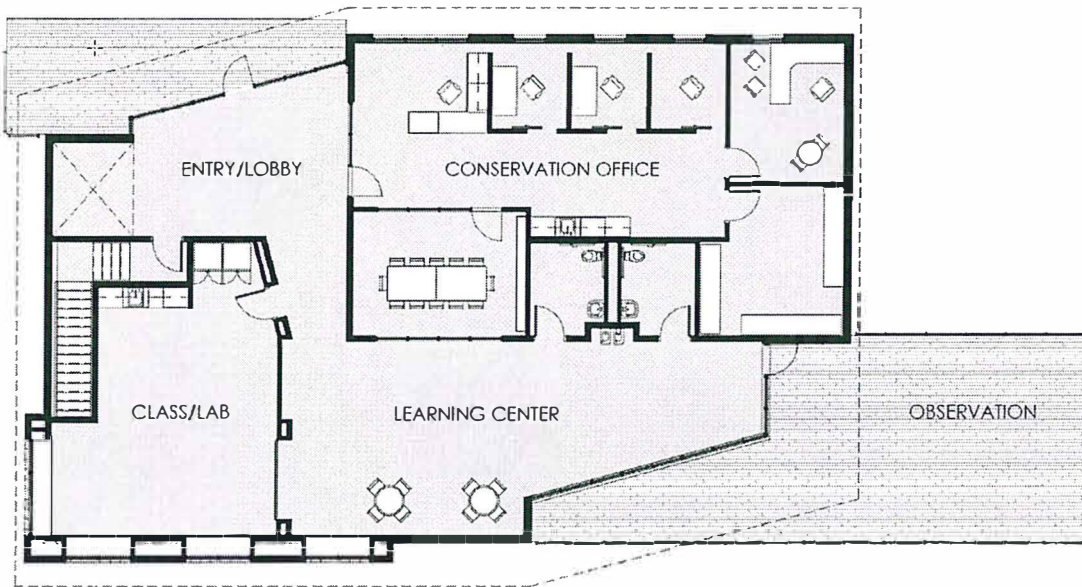 ENTRY/LOBBY
CONSERVATION OFFICE
CLASS/LAB
LEARNING CENTER
OBSERVATION